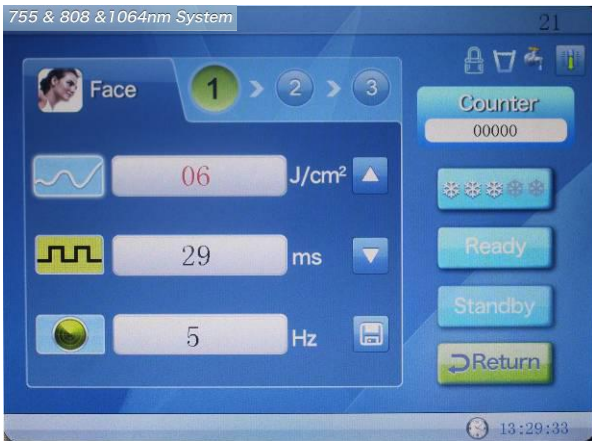 755 & 808 &1064nm System
21
Face
1 > 2 > 3
Counter
00000
06 J/cm²
29 ms
Ready
5 Hz
Standby
Return
13:29:33